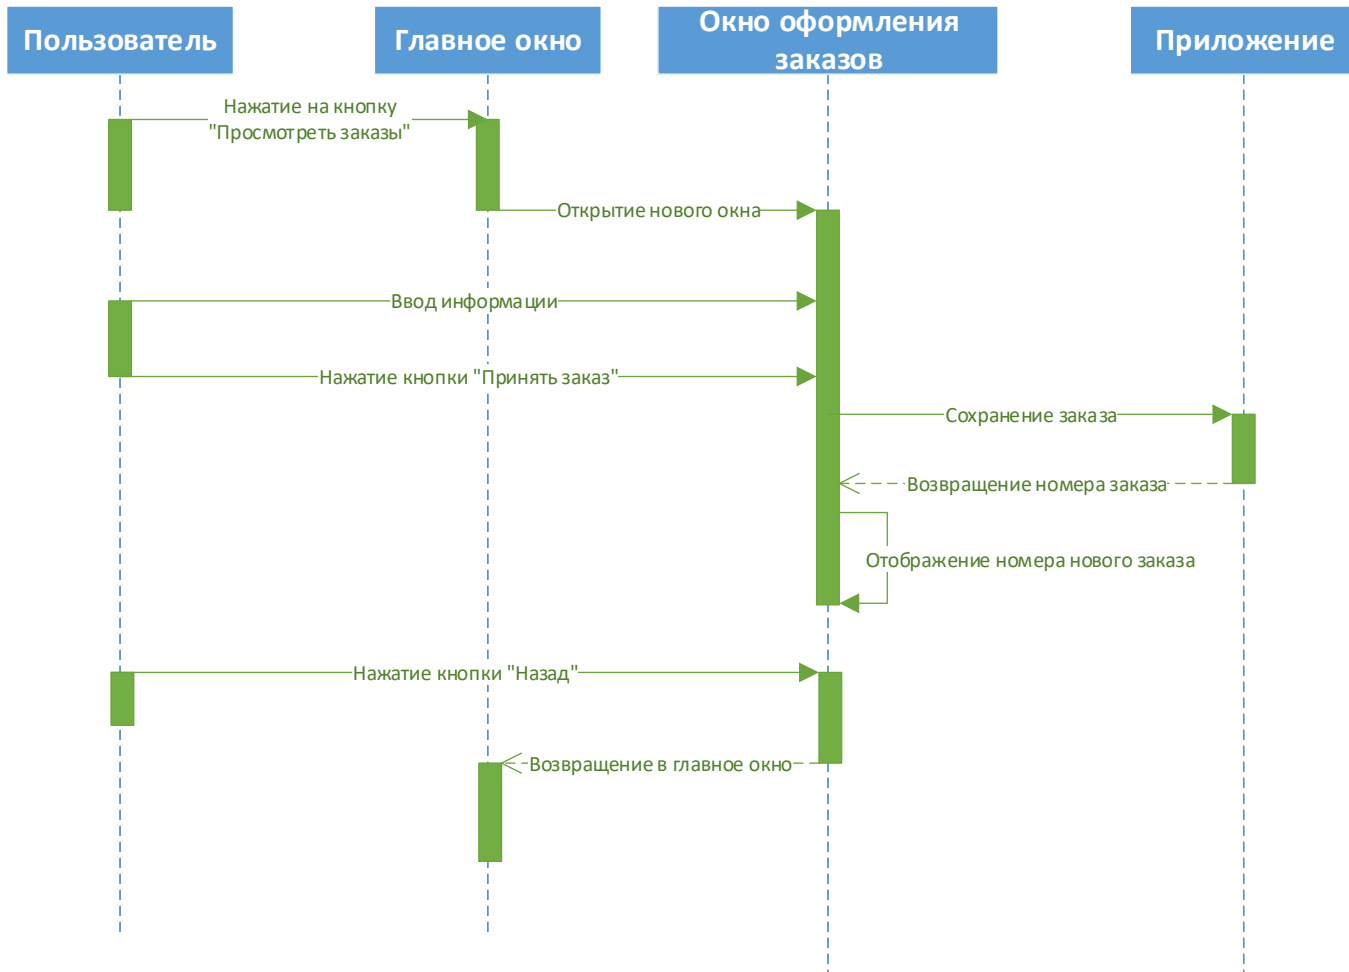 Пользователь
Главное окно
Окно оформления
заказов
Приложение
Нажатие на кнопку
"Просмотреть заказы"
Открытие нового окна
Ввод информации
Нажатие кнопки "Принять заказ"
Сохранение заказа
Возвращение номера заказа
Отображение номера нового заказа
Нажатие кнопки "Назад"
Возвращение в главное окно